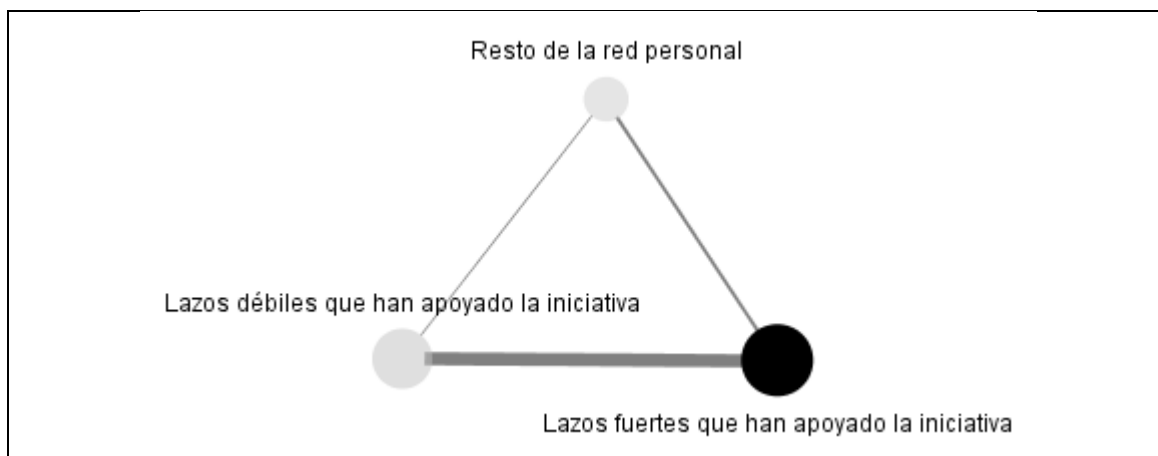 Resto de la red personal
Lazos débiles que han apoyado la iniciativa
Lazos fuertes que han apoyado la iniciativa